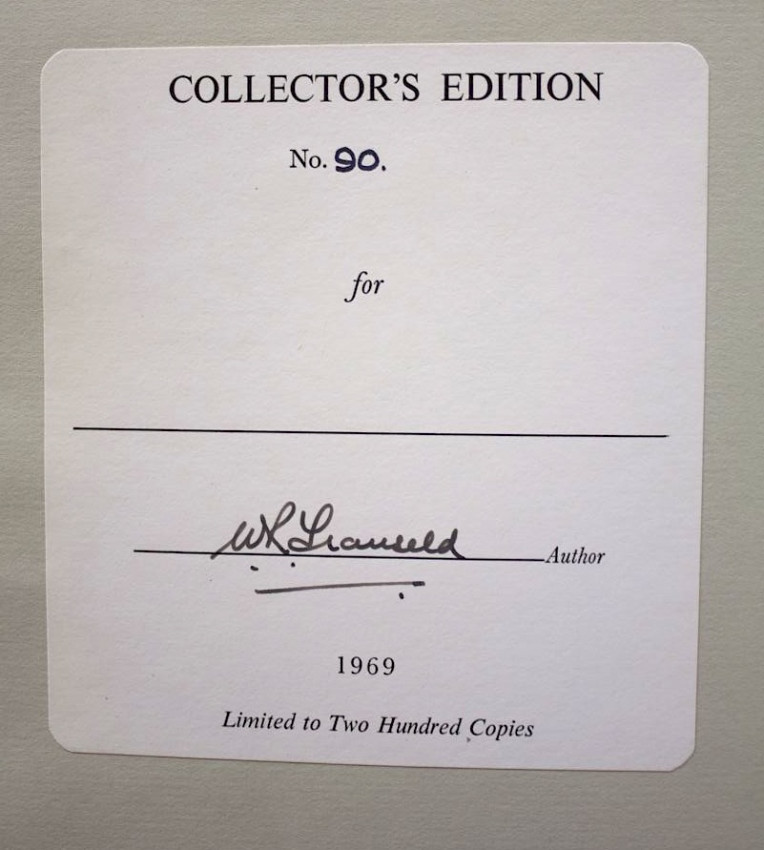 COLLECTOR'S EDITION
No. 90.
for
Author
1969
Limited to Two Hundred Copies